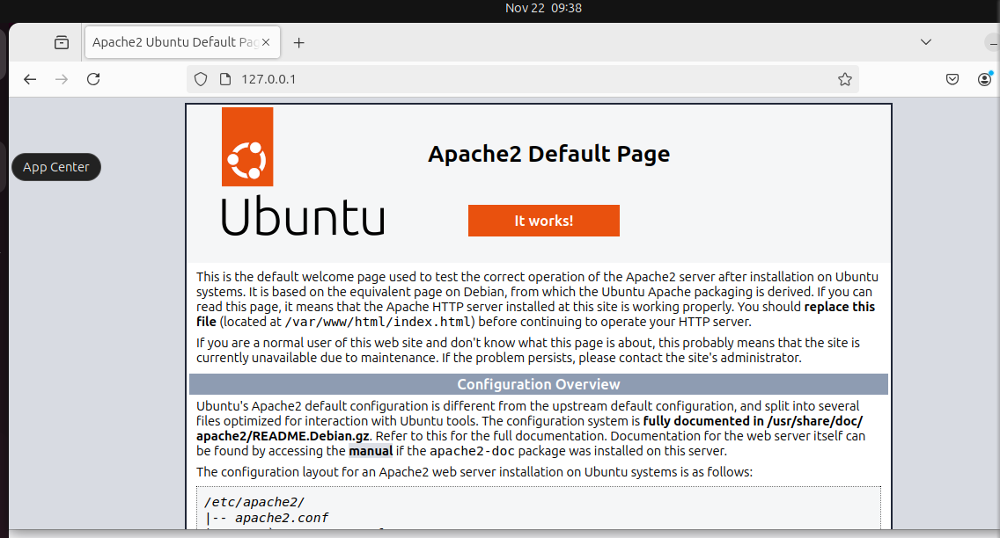 Nov 22 09:38
Apache2 Ubuntu Default Pag
127.0.0.1
App Center
Apache2 Default Page
Ubuntu
It works!
This is the default welcome page used to test the correct operation of the Apache2 server after installation on Ubuntu
systems. It is based on the equivalent page on Debian, from which the Ubuntu Apache packaging is derived. If you can
read this page, it means that the Apache HTTP server installed at this site is working properly. You should replace this
file (located at /var/www/html/index.html) before continuing to operate your HTTP server.
If you are a normal user of this web site and don't know what this page is about, this probably means that the site is
currently unavailable due to maintenance. If the problem persists, please contact the site's administrator.
Configuration Overview
Ubuntu's Apache2 default configuration is different from the upstream default configuration, and split into several
files optimized for interaction with Ubuntu tools. The configuration system is fully documented in /usr/share/doc/
apache2/README.Debian.gz. Refer to this for the full documentation. Documentation for the web server itself can
be found by accessing the manual if the apache2-doc package was installed on this server.
The configuration layout for an Apache2 web server installation on Ubuntu systems is as follows:
/etc/apache2/
|-- apache2.conf